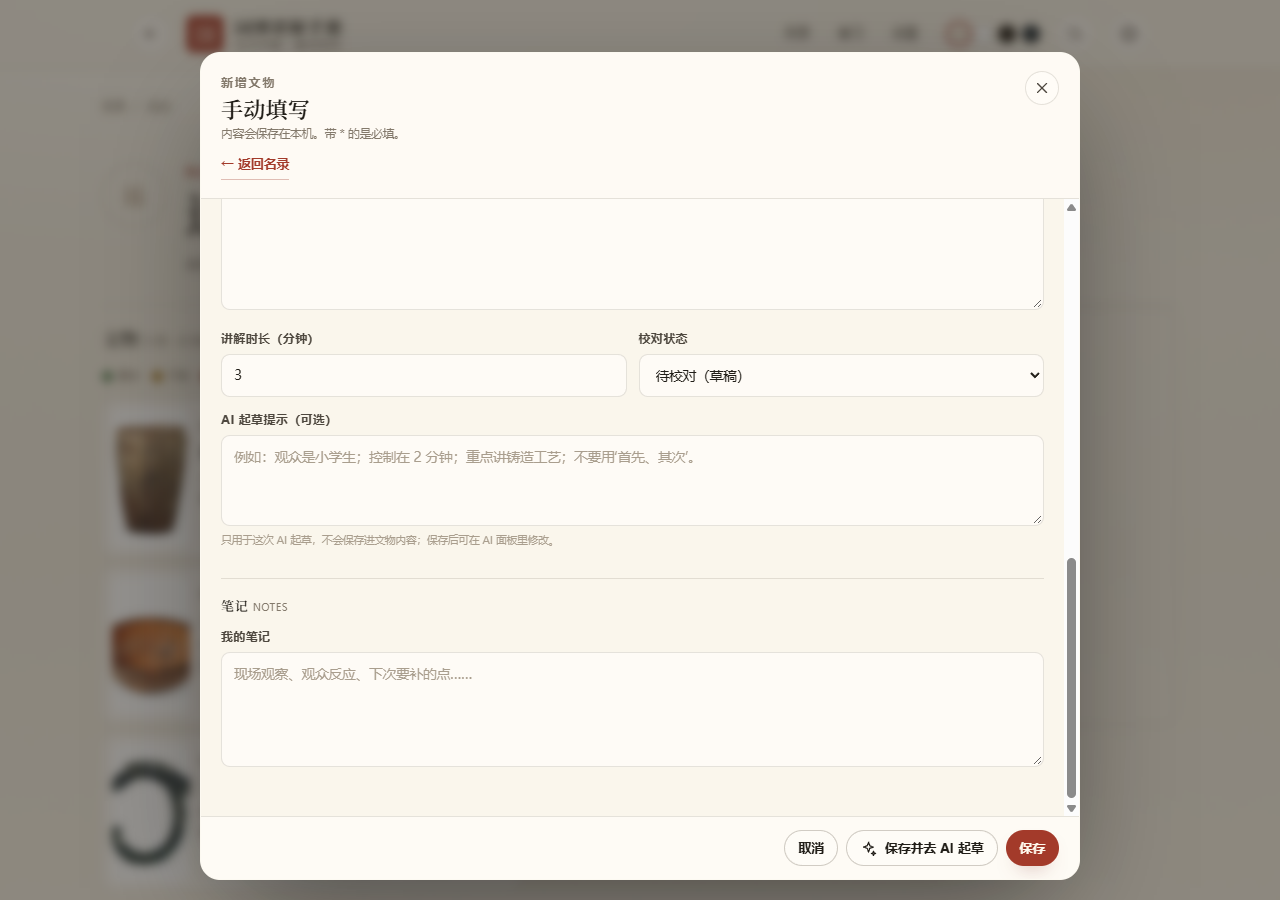 新增文物
手动填写
内容会保存在本机。带 * 的是必填。
← 返回名录
讲解时长（分钟）
校对状态
3
待校对（草稿）
AI 起草提示（可选）
例如：观众是小学生；控制在 2 分钟；重点讲铸造工艺；不要用'首先、其次'。
只用于这次 AI 起草，不会保存进文物内容；保存后可在 AI 面板里修改。
笔记 NOTES
我的笔记
现场观察、观众反应、下次要补的点……
取消
保存并去 AI 起草
保存